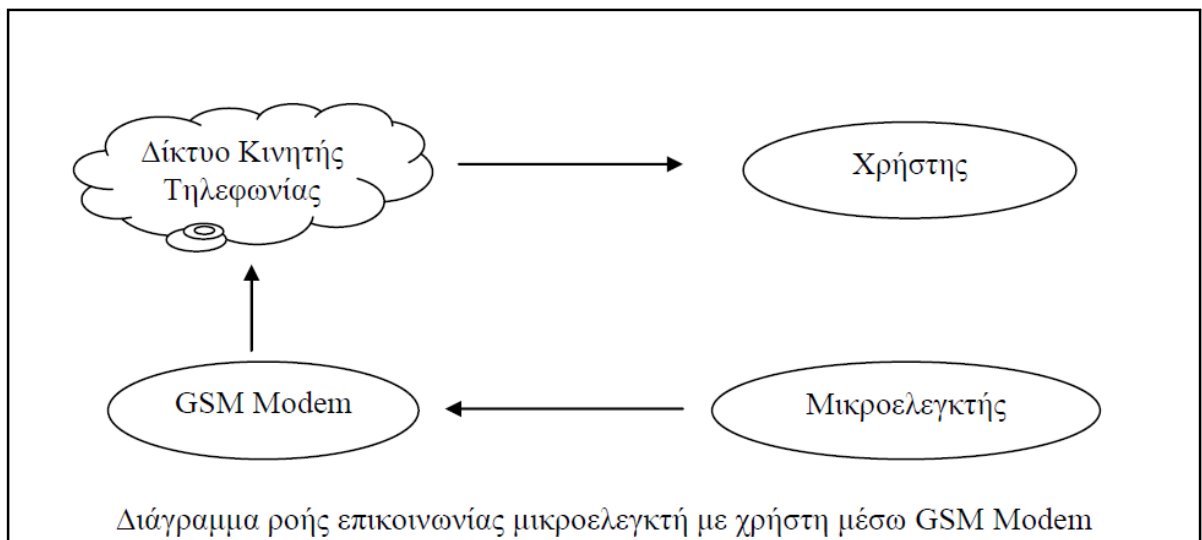 Δίκτυο Κινητής
Τηλεφωνίας
Χρήστης
GSM Modem
Μικροελεγκτής
Διάγραμμα ροής επικοινωνίας μικροελεγκτή με χρήστη μέσω GSM Modem